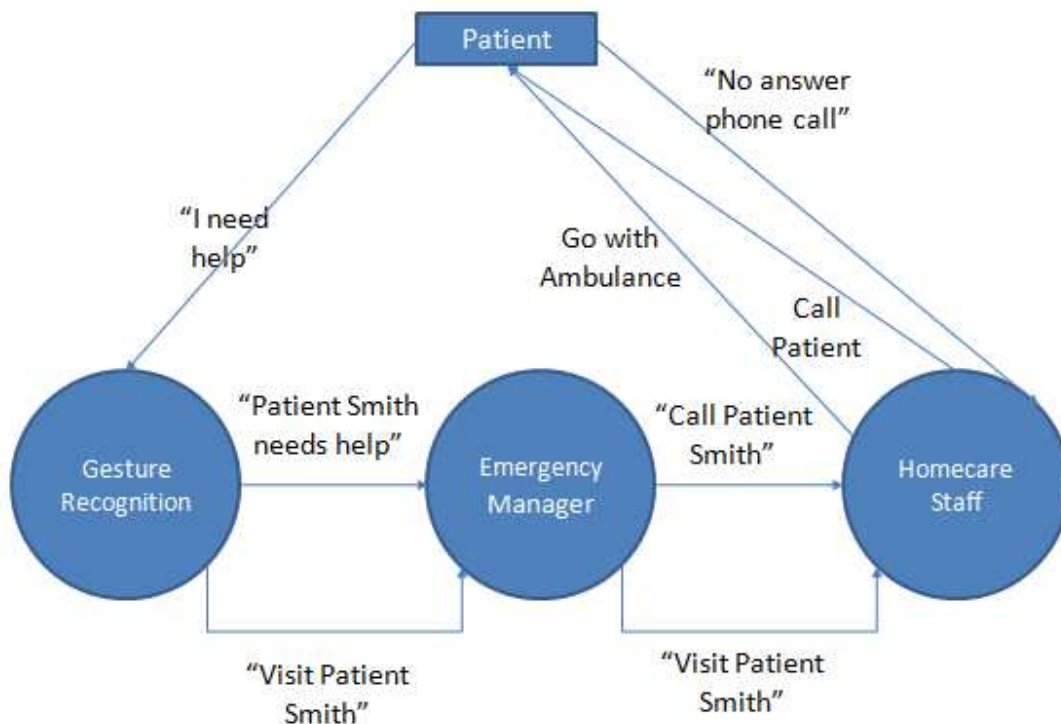 Patient
“No answer
phone call”
“I need
help”
Go with
Ambulance
Call
Patient
“Patient Smith
needs help”
“Call Patient
Smith”
Gesture
Recognition
Emergency
Manager
Homecare
Staff
“Visit Patient
Smith”
“Visit Patient
Smith”